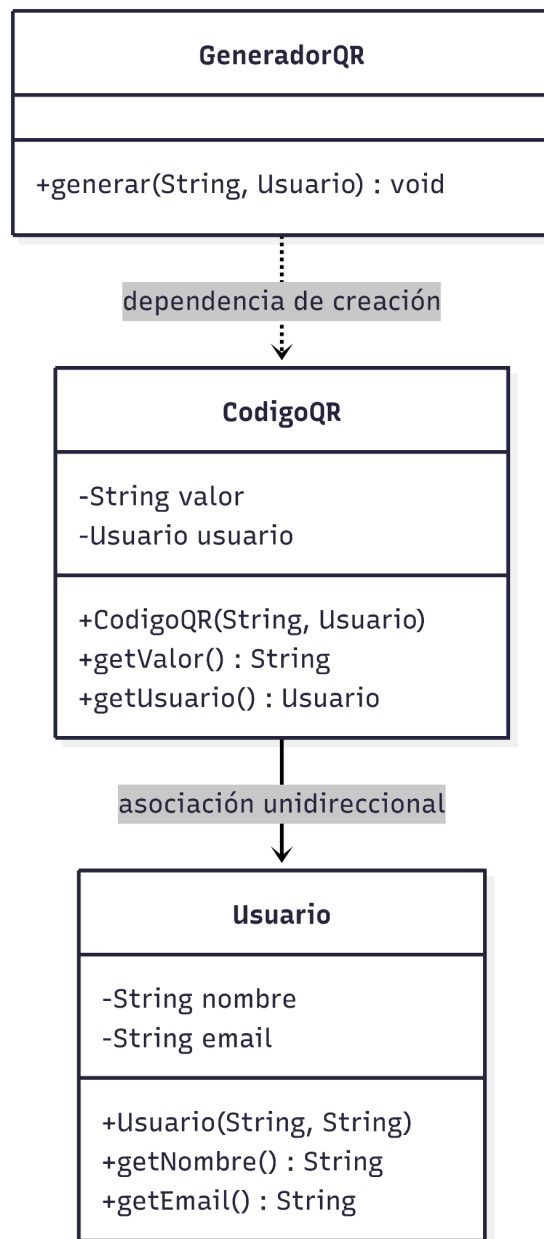 GeneradorQR
+generar(String, Usuario) : void
dependencia de creación
CodigoQR
-String valor
-Usuario usuario
+CodigoQR(String, Usuario)
+getValor() : String
+getUsuario() : Usuario
asociación unidireccional
Usuario
-String nombre
-String email
+Usuario(String, String)
+getNombre() : String
+getEmail() : String